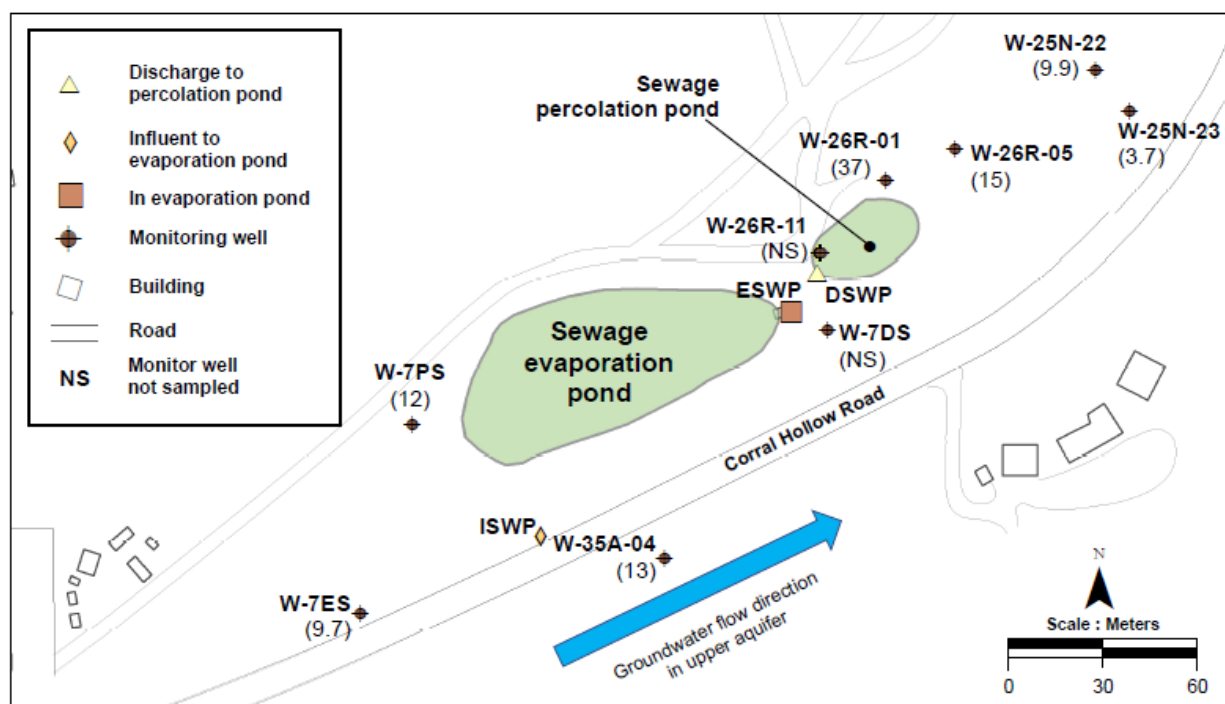 Discharge to
percolation pond
Influent to
evaporation pond
In evaporation pond
Monitoring well
Building
Road
NS
Monitor well
not sampled
W-25N-22
(9.9)
Sewage
percolation pond
W-25N-23
(3.7)
W-26R-01
(37)
W-26R-05
(15)
W-26R-11
(NS)
ESWP
DSWP
W-7DS
(NS)
Sewage
evaporation
pond
W-7PS
(12)
Corral Hollow Road
ISWP
W-35A-04
(13)
W-7ES
(9.7)
Groundwater flow direction
in upper aquifer
N
Scale : Meters
0 30 60